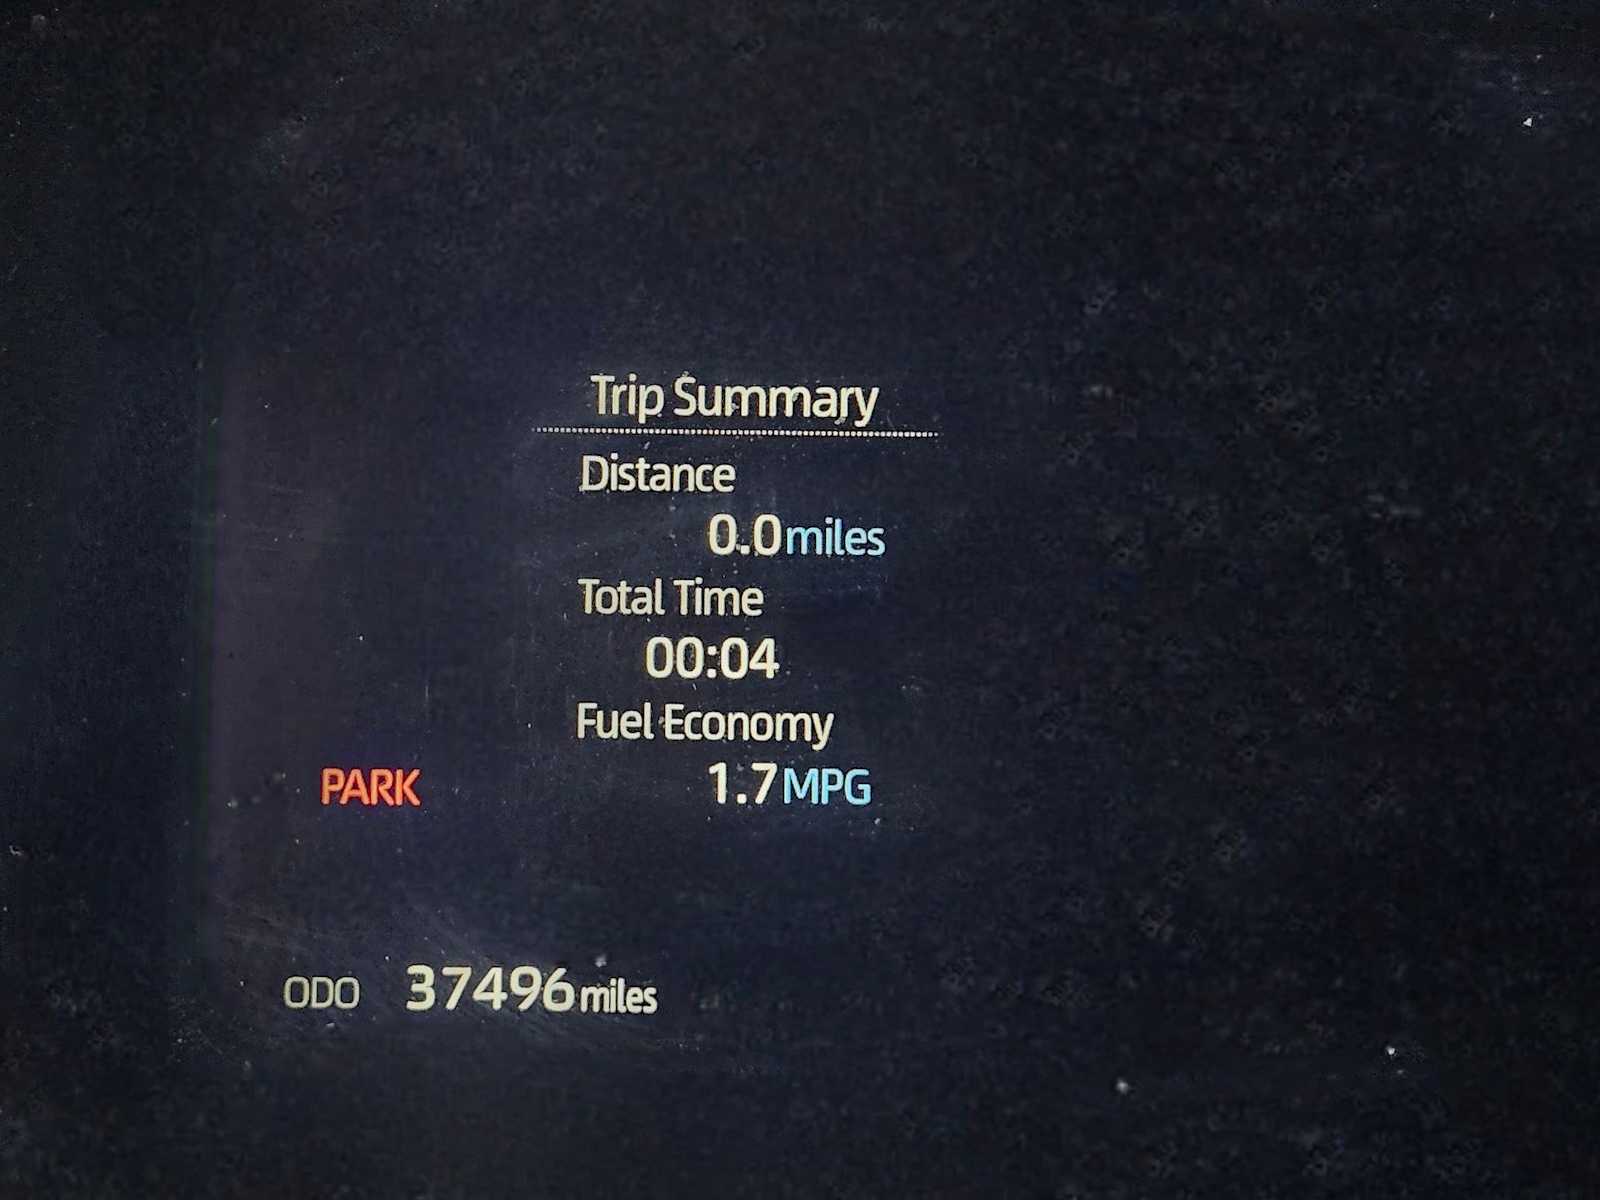 Trip Summary
Distance
0.0 miles
Total Time
00:04
Fuel Economy
PARK 1.7 MPG
ODO 37496 miles